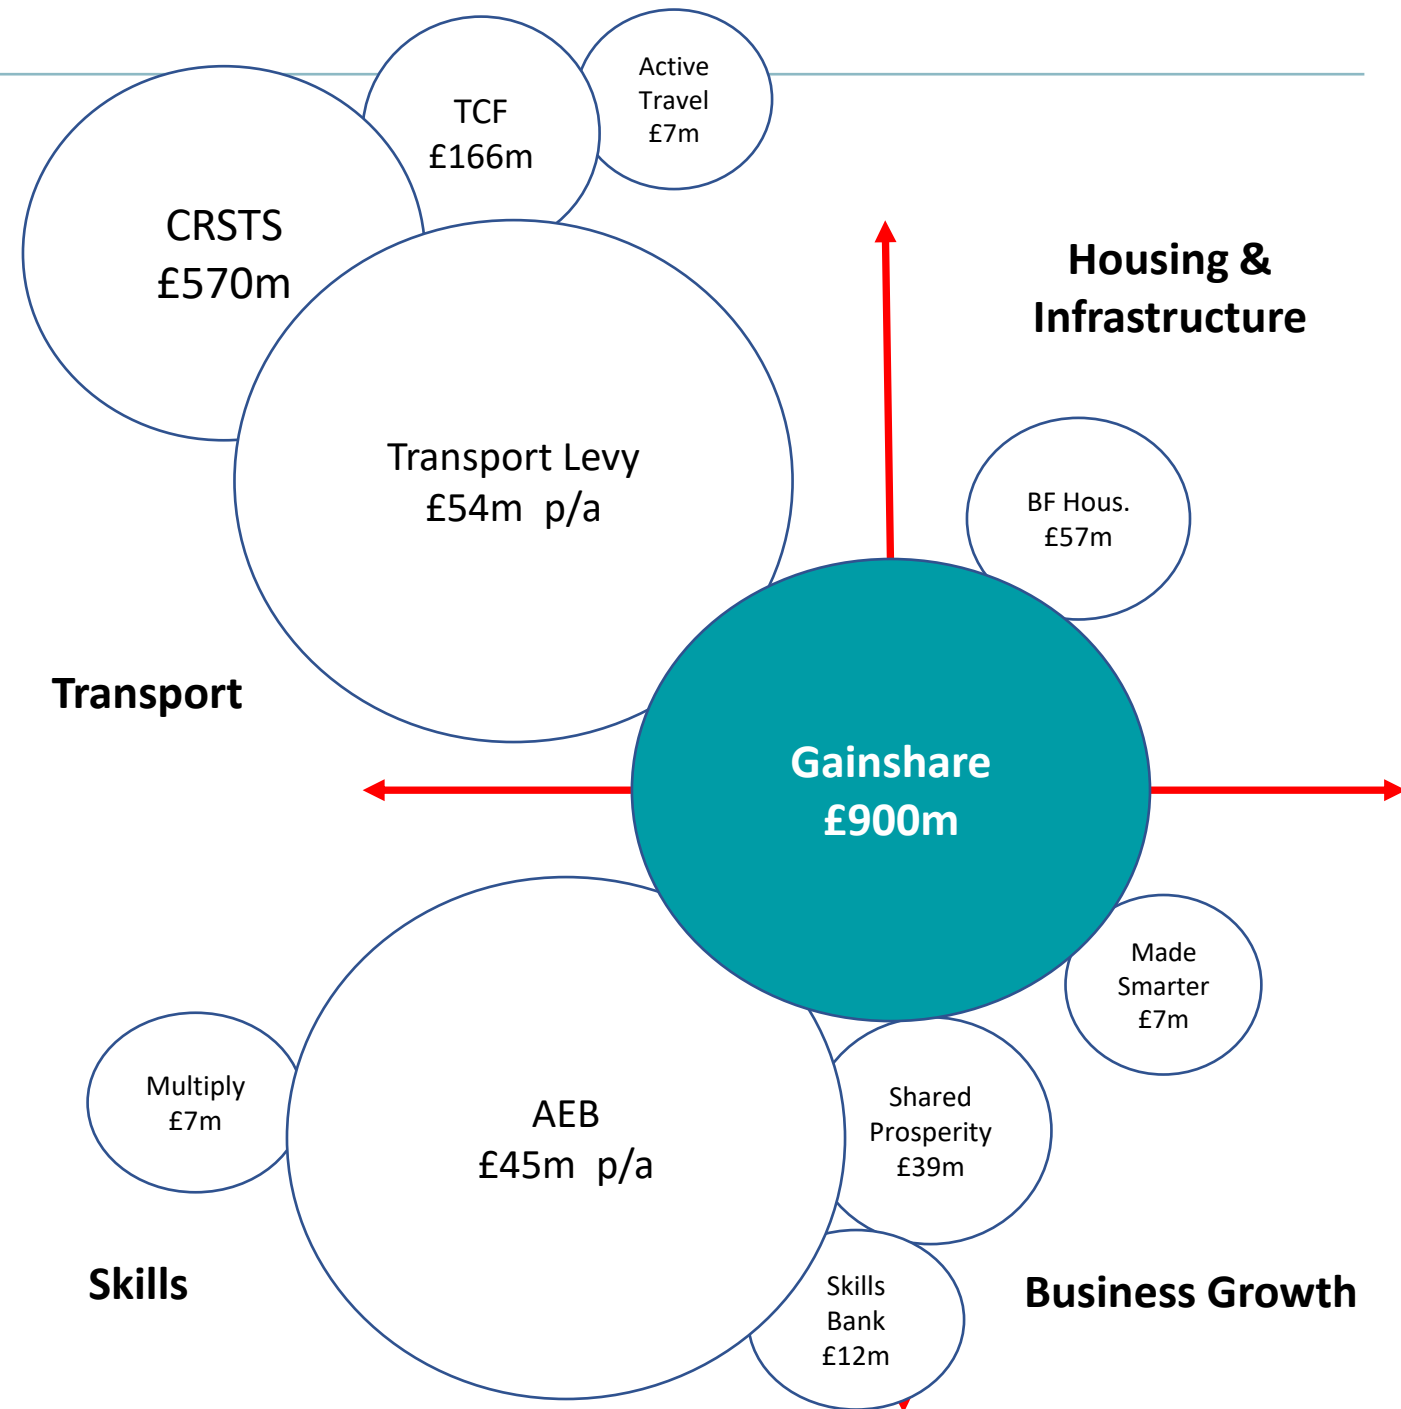 Active
Travel
£7m
TCF
£166m
CRSTS
£570m
Housing &
Infrastructure
Transport Levy
£54m  p/a
BF Hous.
£57m
Transport
Gainshare
£900m
Made
Smarter
£7m
Multiply
£7m
AEB
£45m  p/a
Shared
Prosperity
£39m
Skills
Skills
Bank
£12m
Business Growth